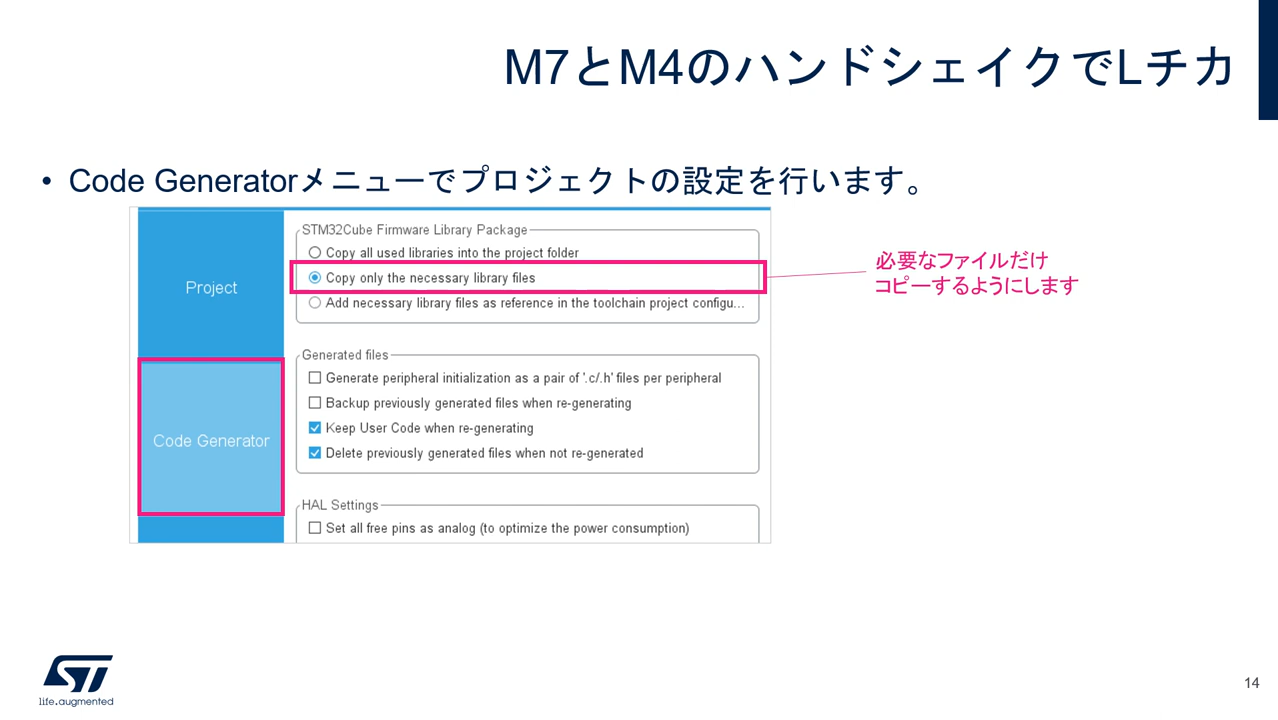 M7とM4のハンドシェイクでLチカ
• Code Generatorメニューでプロジェクトの設定を行います。
Project
Code Generator
STM32Cube Firmware Library Package
Copy all used libraries into the project folder
Copy only the necessary library files
Add necessary library files as reference in the toolchain project configu...
必要なファイルだけ
コピーするようにします
Generated files
Generate peripheral initialization as a pair of '.c/.h' files per peripheral
Backup previously generated files when re-generating
Keep User Code when re-generating
Delete previously generated files when not re-generated
HAL Settings
Set all free pins as analog (to optimize the power consumption)
ST
life.augmented
14